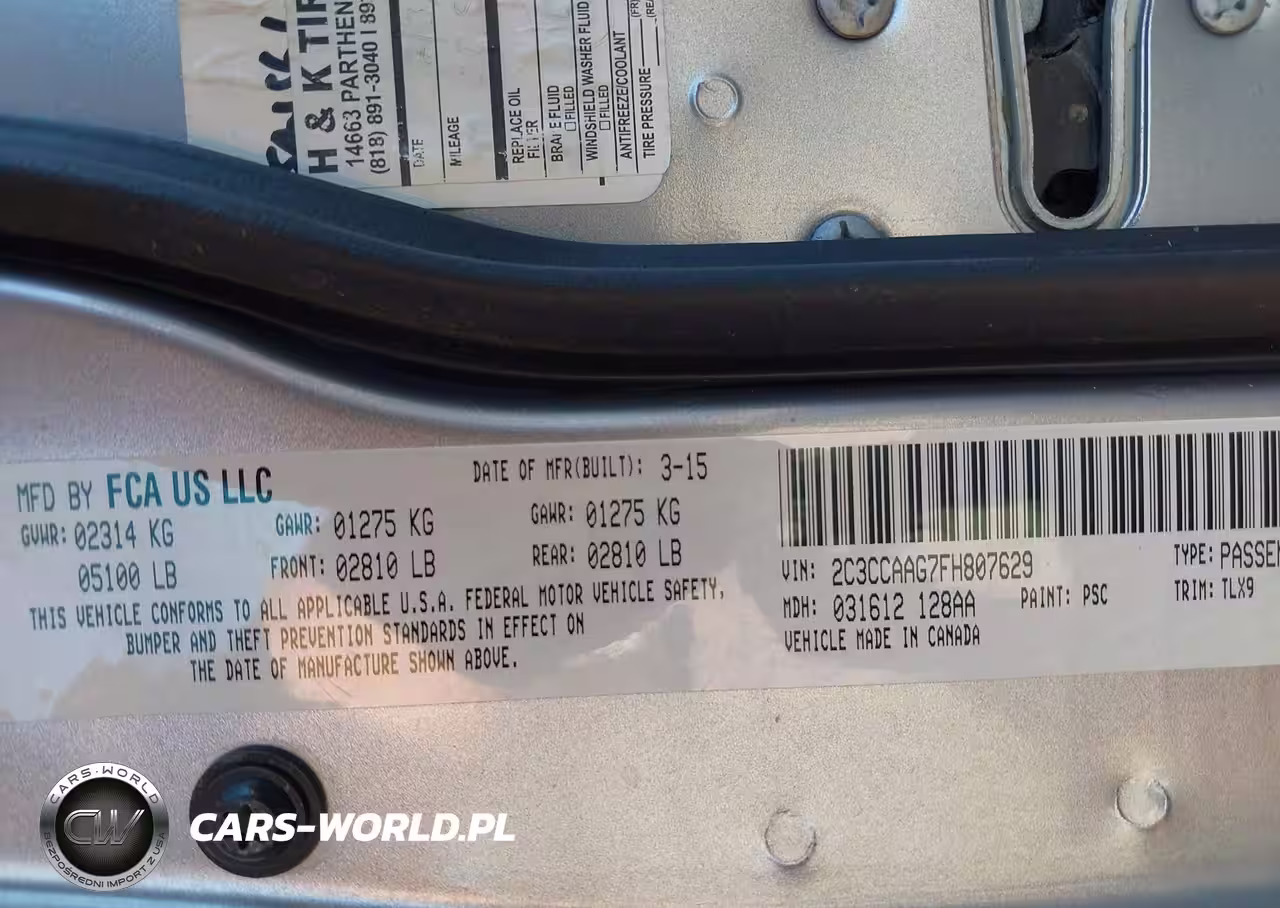 H & K TIR
14663 PARTHEN
(818) 891-3040 | 89
DATE
MILEAGE
REPLACE OIL
FILTER
BRAKE FLUID
FILLED
WINDSHIELD WASHER FLUID
FILLED
ANTIFREEZE/COOLANT
TIRE PRESSURE
(FR)
(RE
MFD BY FCA US LLC
DATE OF MFR(BUILT): 3-15
GVWR: 02314 KG
GAWR: 01275 KG
GAWR: 01275 KG
05100 LB
FRONT: 02810 LB
REAR: 02810 LB
THIS VEHICLE CONFORMS TO ALL APPLICABLE U.S.A. FEDERAL MOTOR VEHICLE SAFETY,
BUMPER AND THEFT PREVENTION STANDARDS IN EFFECT ON
THE DATE OF MANUFACTURE SHOWN ABOVE.
VIN: 2C3CCAAG7FH807629
TYPE: PASSEN
MDH: 031612 128AA
PAINT: PSC
TRIM: TLX9
VEHICLE MADE IN CANADA
CARS-WORLD
CW
BEZPOŚREDNI IMPORT Z USA
CARS-WORLD.PL